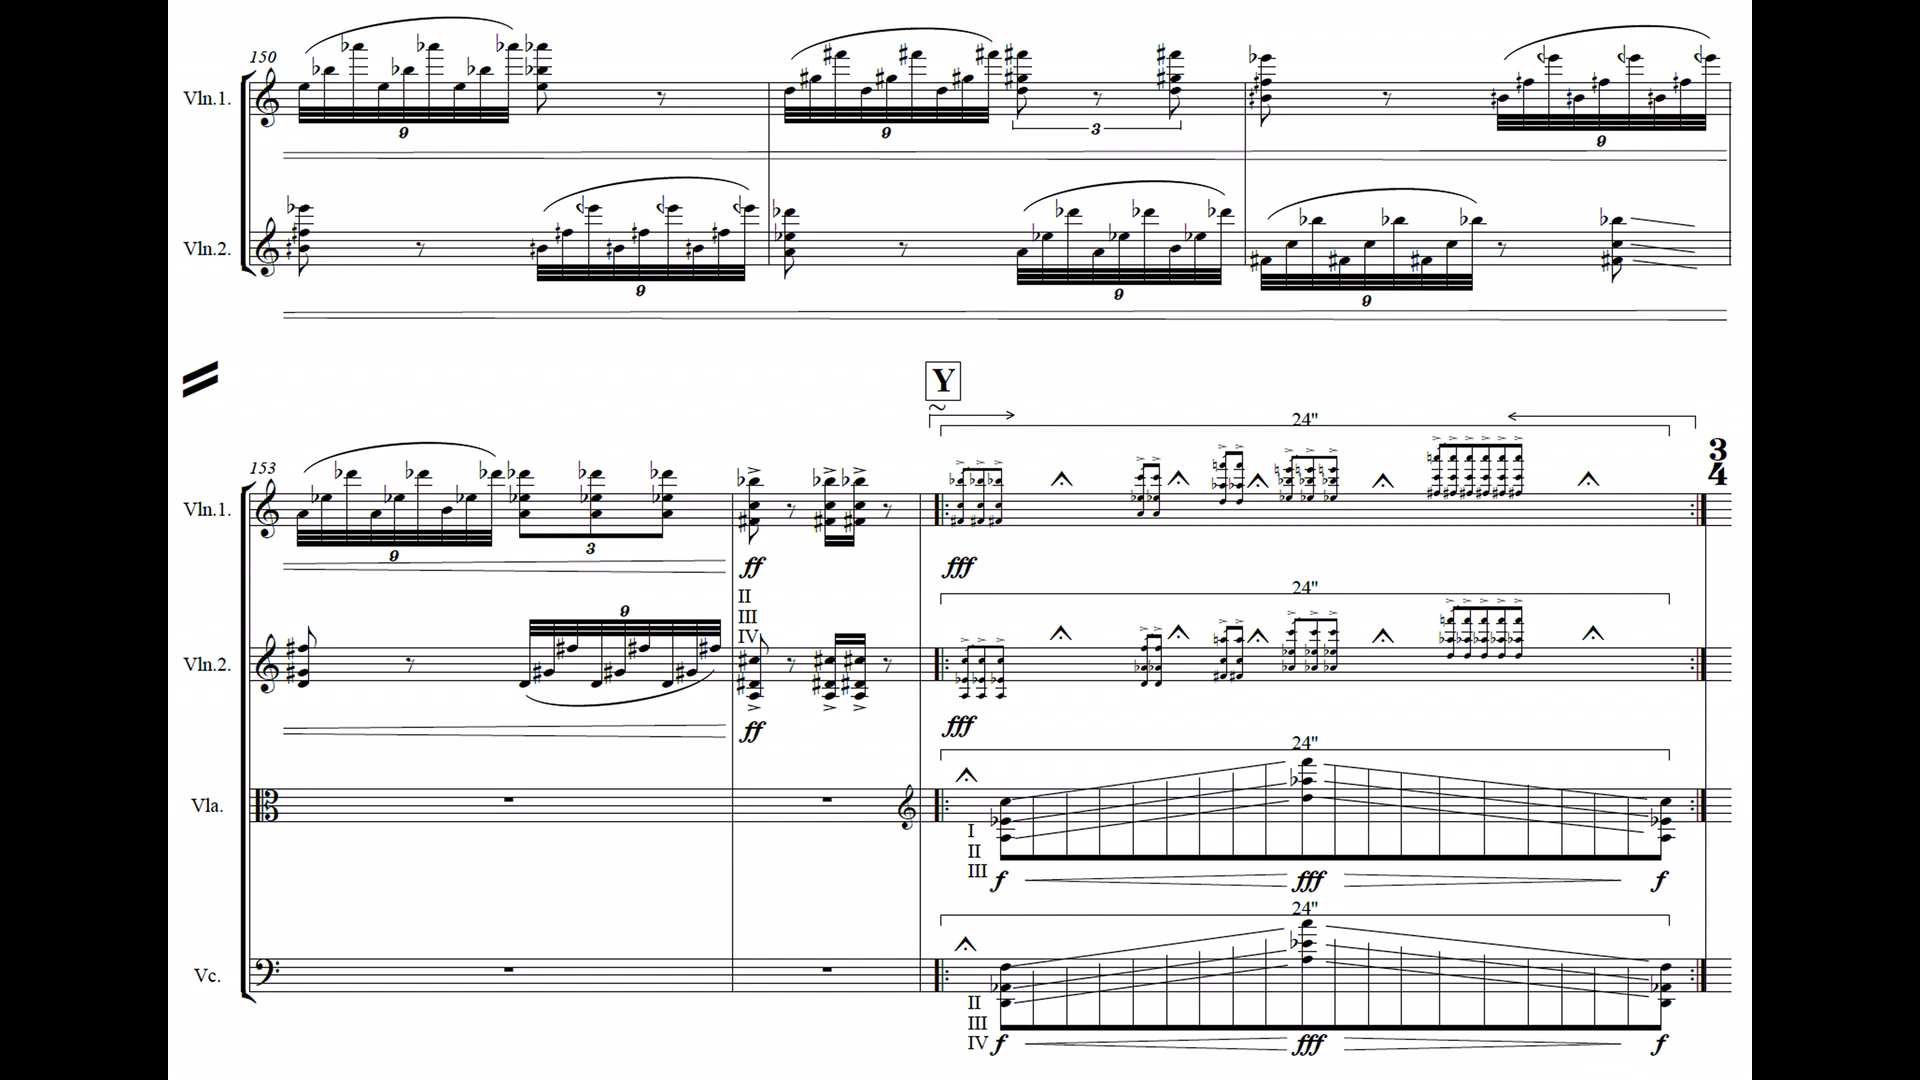 150
Vln.1.
9
9
3
9
Vln.2.
9
9
9
Y
~
24"
153
3
4
Vln.1.
9
3
ff
fff
II
III
IV
24"
9
Vln.2.
ff
fff
24"
Vla.
I
II
III
f
fff
f
24"
Vc.
II
III
IV
f
fff
f